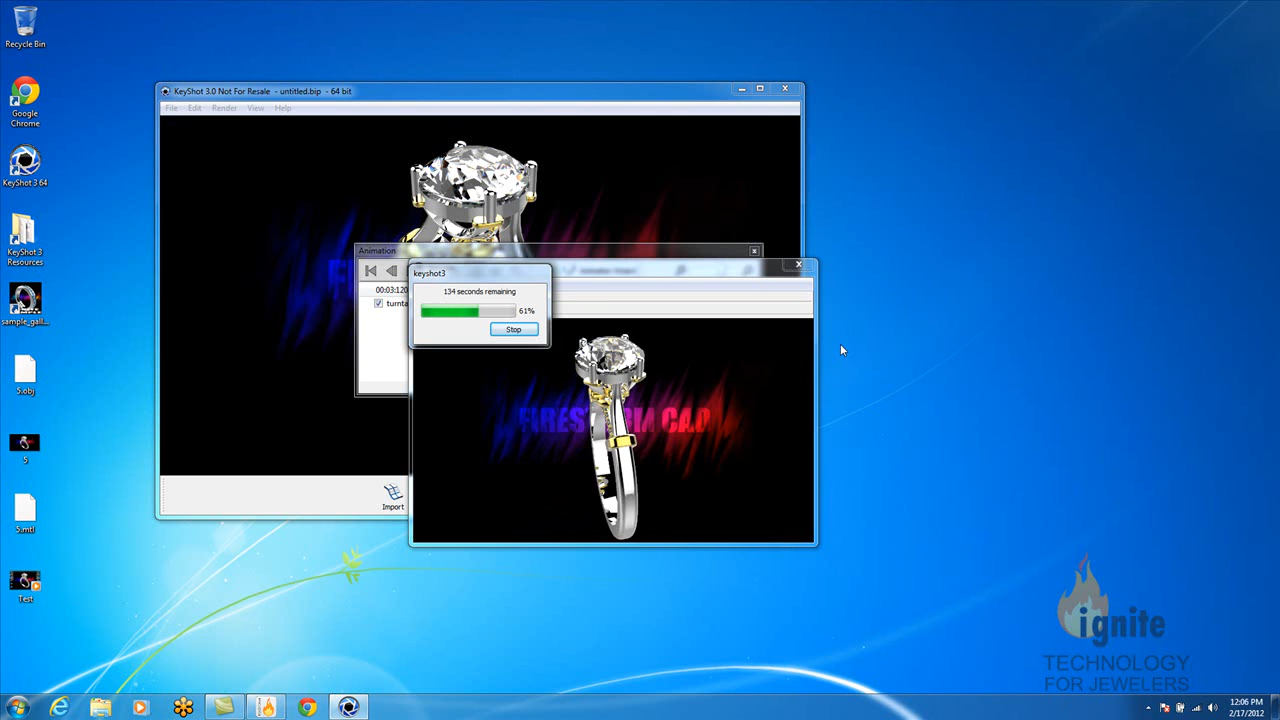 Recycle Bin
Google
Chrome
KeyShot 3 64
KeyShot 3
Resources
sample_gall...
5.obj
5
5.mtl
Test
KeyShot 3.0 Not For Resale - untitled.bip - 64 bit
File Edit Render View Help
Animation
00:03:120
turnta
Import
keyshot3
134 seconds remaining
61%
Stop
ignite
TECHNOLOGY
FOR JEWELERS
12:06 PM
2/17/2012